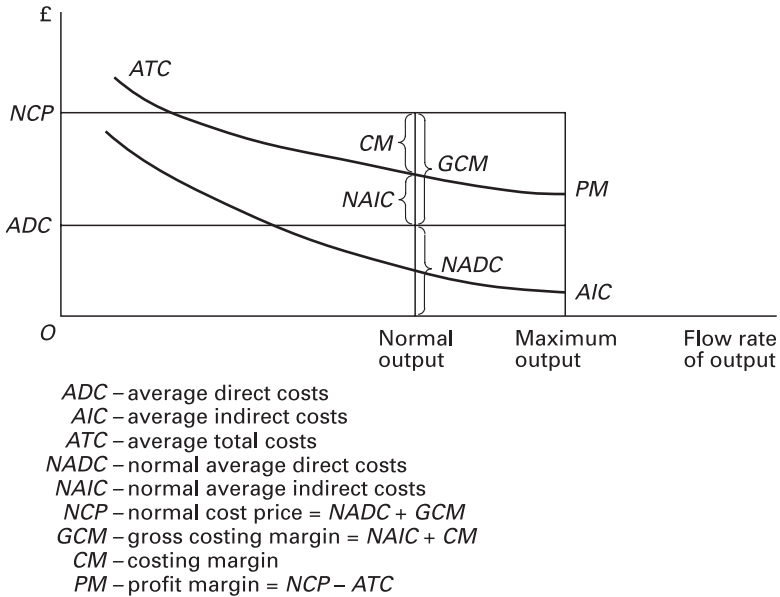 £
ATC
NCP
CM
GCM
PM
NAIC
ADC
NADC
AIC
O
Normal output
Maximum output
Flow rate of output
ADC – average direct costs
AIC – average indirect costs
ATC – average total costs
NADC – normal average direct costs
NAIC – normal average indirect costs
NCP – normal cost price = NADC + GCM
GCM – gross costing margin = NAIC + CM
CM – costing margin
PM – profit margin = NCP – ATC